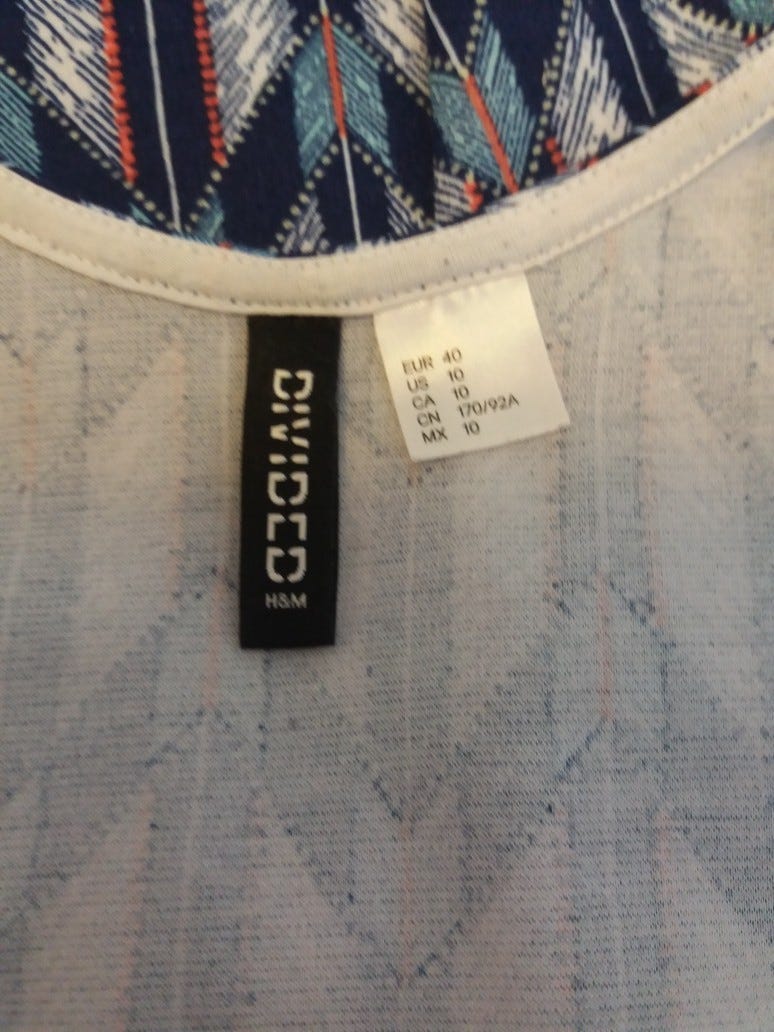 DIVIDED
H&M
EUR 40
US 10
CA 10
CN 170/92A
MX 10